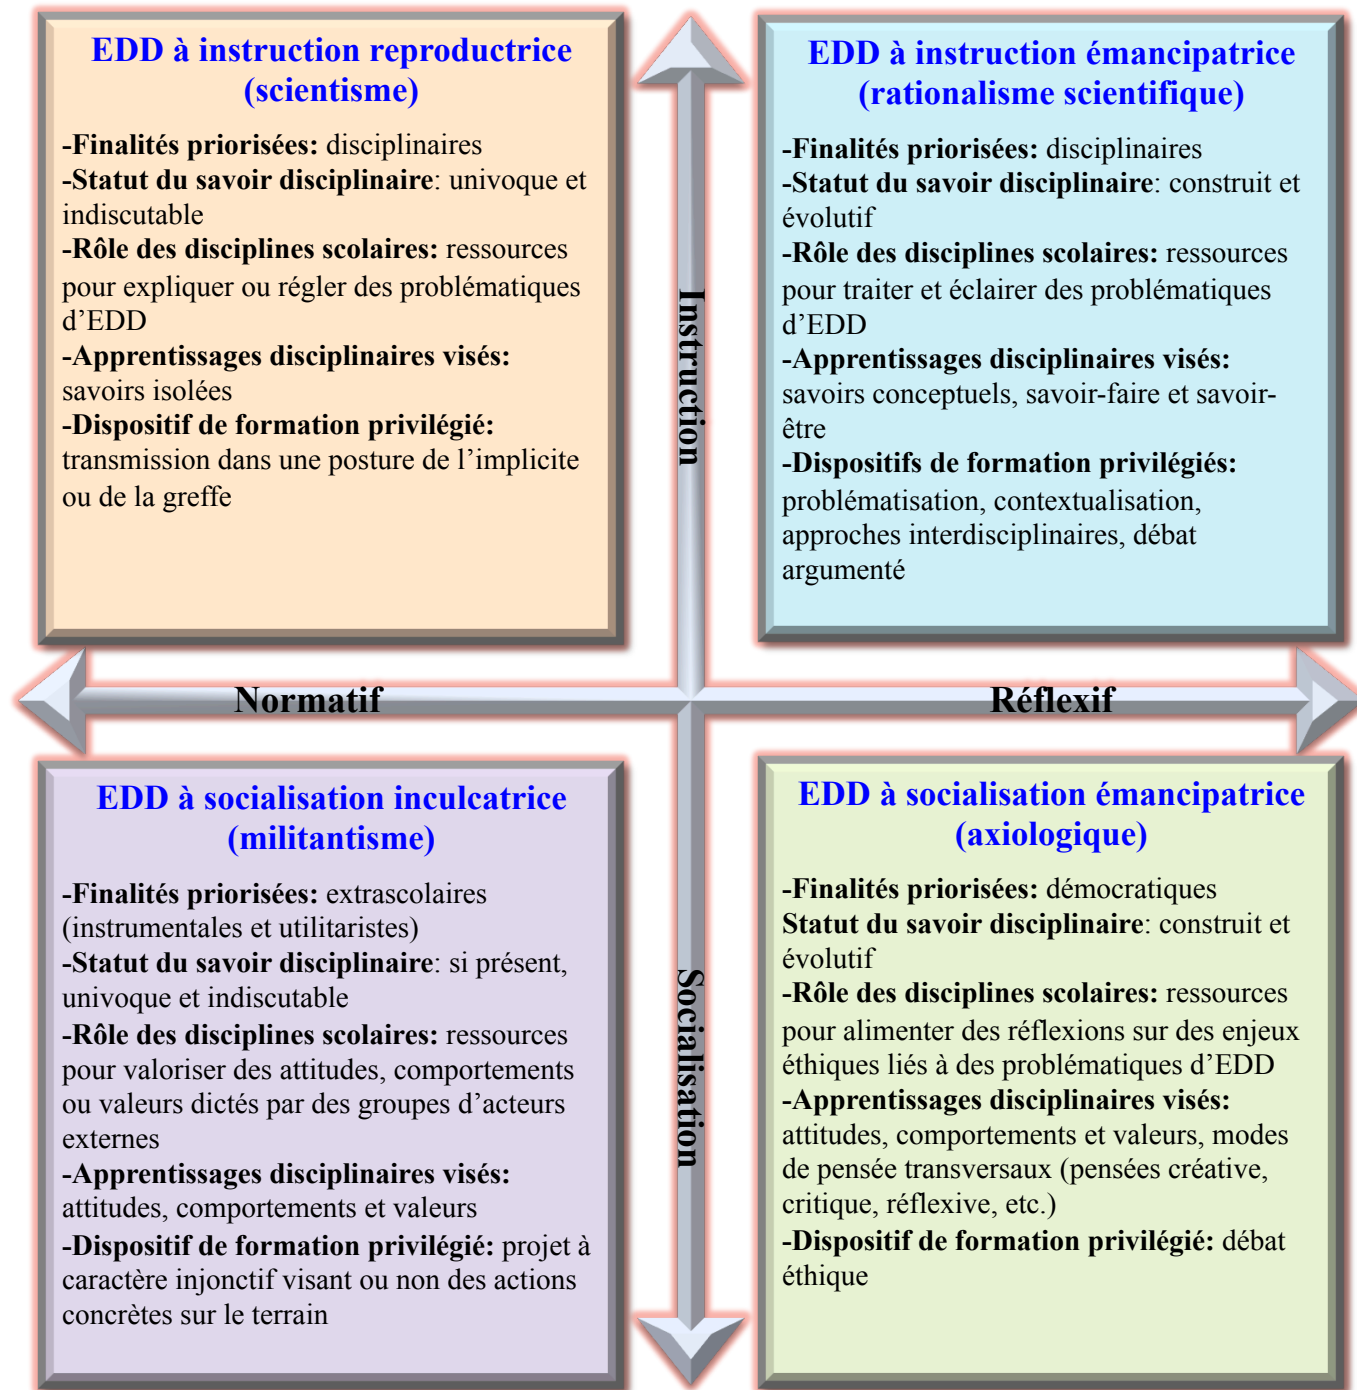 EDD à instruction reproductrice
(scientisme)
-Finalités priorisées: disciplinaires
-Statut du savoir disciplinaire: univoque et
indiscutable
-Rôle des disciplines scolaires: ressources
pour expliquer ou régler des problématiques
d’EDD
-Apprentissages disciplinaires visés:
savoirs isolées
-Dispositif de formation privilégié:
transmission dans une posture de l’implicite
ou de la greffe
Instruction
EDD à instruction émancipatrice
(rationalisme scientifique)
-Finalités priorisées: disciplinaires
-Statut du savoir disciplinaire: construit et
évolutif
-Rôle des disciplines scolaires: ressources
pour traiter et éclairer des problématiques
d’EDD
-Apprentissages disciplinaires visés:
savoirs conceptuels, savoir-faire et savoir-
être
-Dispositifs de formation privilégiés:
problématisation, contextualisation,
approches interdisciplinaires, débat
argumenté
Normatif
Réflexif
EDD à socialisation inculcatrice
(militantisme)
-Finalités priorisées: extrascolaires
(instrumentales et utilitaristes)
-Statut du savoir disciplinaire: si présent,
univoque et indiscutable
-Rôle des disciplines scolaires: ressources
pour valoriser des attitudes, comportements
ou valeurs dictés par des groupes d’acteurs
externes
-Apprentissages disciplinaires visés:
attitudes, comportements et valeurs
-Dispositif de formation privilégié: projet à
caractère injonctif visant ou non des actions
concrètes sur le terrain
Socialisation
EDD à socialisation émancipatrice
(axiologique)
-Finalités priorisées: démocratiques
Statut du savoir disciplinaire: construit et
évolutif
-Rôle des disciplines scolaires: ressources
pour alimenter des réflexions sur des enjeux
éthiques liés à des problématiques d’EDD
-Apprentissages disciplinaires visés:
attitudes, comportements et valeurs, modes
de pensée transversaux (pensées créative,
critique, réflexive, etc.)
-Dispositif de formation privilégié: débat
éthique